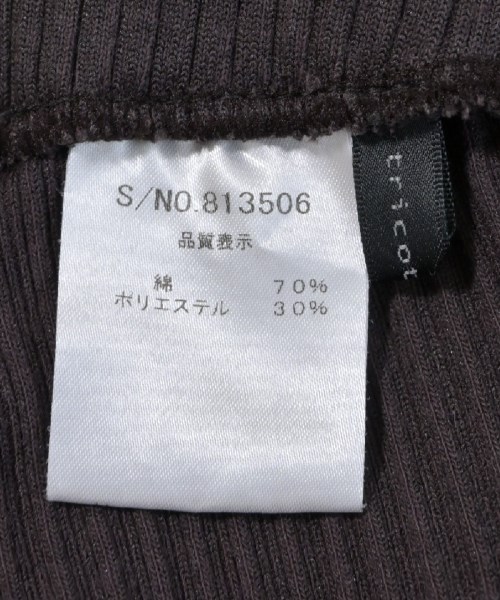 S/NO.813506
品質表示
綿 70%
ポリエステル 30%
tricot